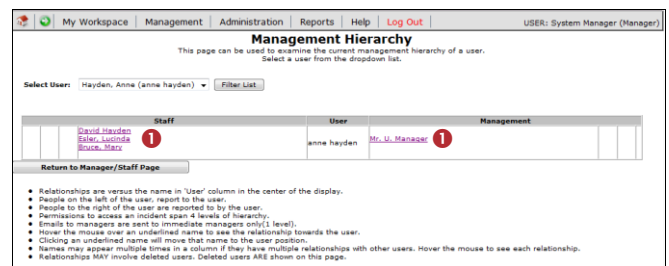 My Workspace Management Administration Reports Help Log Out USER: System Manager (Manager)
Management Hierarchy
This page can be used to examine the current management hierarchy of a user.
Select a user from the dropdown list.
Select User: Hayden, Anne (anne hayden) Filter List
Staff User Management
David Hayden
Esler, Lucinda
Bruce, Mary
1
anne hayden
Mr. U. Manager
1
Return to Manager/Staff Page
• Relationships are versus the name in 'User' column in the center of the display.
• People on the left of the user, report to the user.
• People to the right of the user are reported to by the user.
• Permissions to access an incident span 4 levels of hierarchy.
• Emails to managers are sent to immediate managers only(1 level).
• Hover the mouse over an underlined name to see the relationship towards the user.
• Clicking an underlined name will move that name to the user position.
• Names may appear multiple times in a column if they have multiple relationships with other users. Hover the mouse to see each relationship.
• Relationships MAY involve deleted users. Deleted users ARE shown on this page.